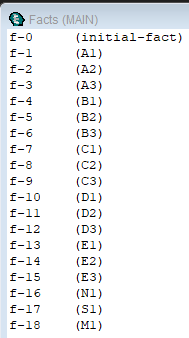 Facts (MAIN)
f-0 (initial-fact)
f-1 (A1)
f-2 (A2)
f-3 (A3)
f-4 (B1)
f-5 (B2)
f-6 (B3)
f-7 (C1)
f-8 (C2)
f-9 (C3)
f-10 (D1)
f-11 (D2)
f-12 (D3)
f-13 (E1)
f-14 (E2)
f-15 (E3)
f-16 (N1)
f-17 (S1)
f-18 (M1)